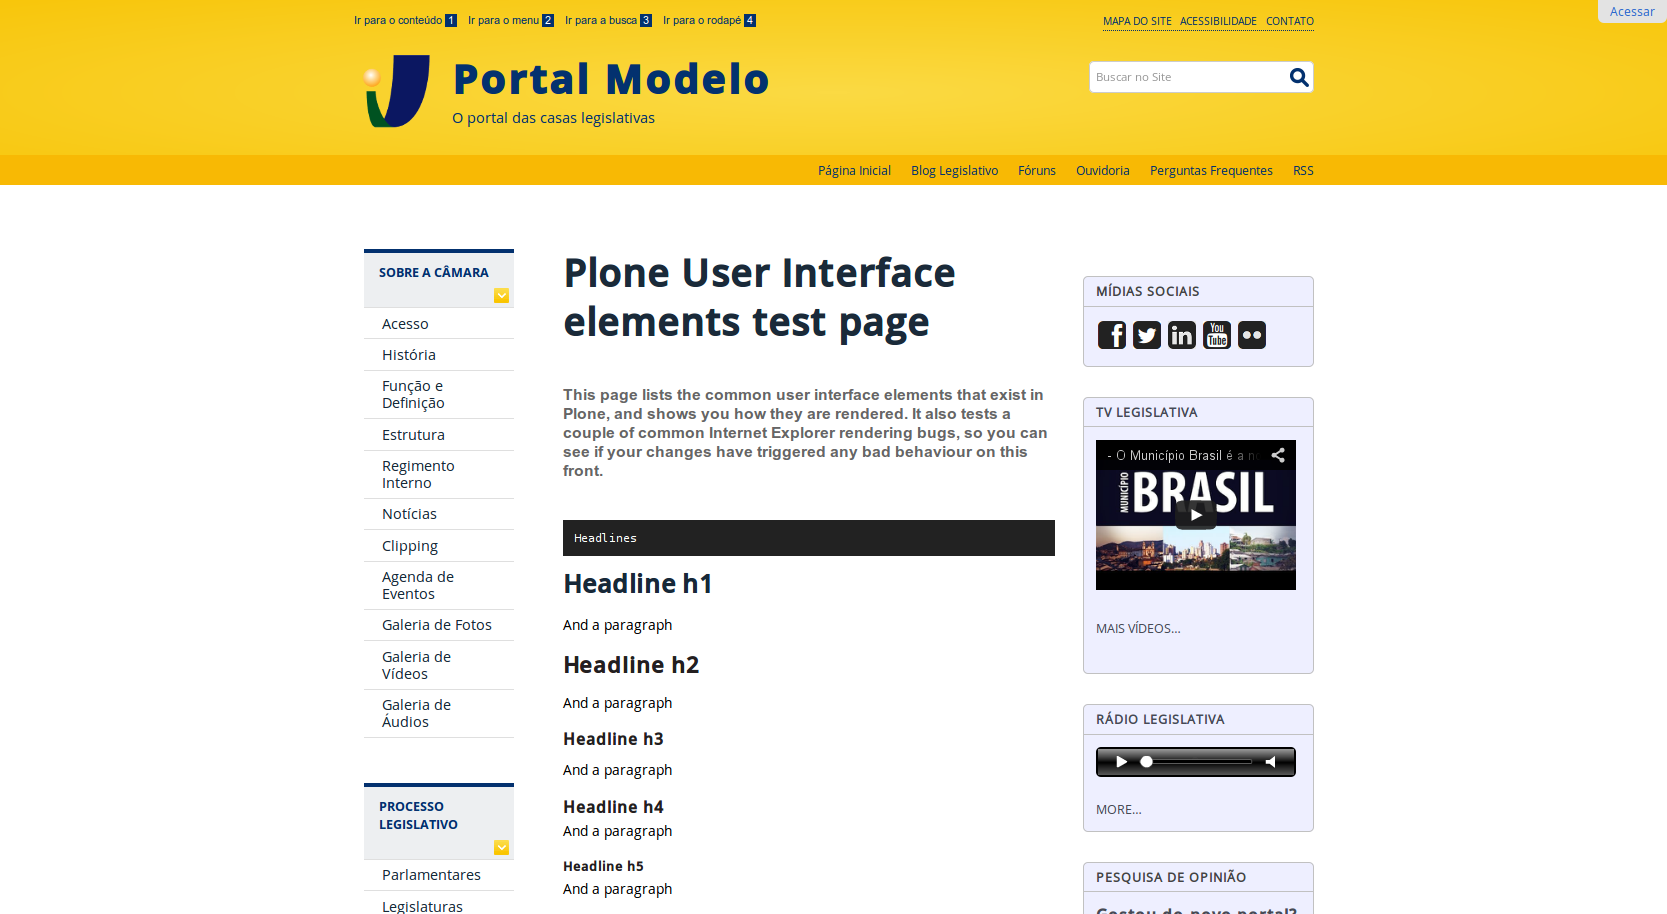 Ir para o conteúdo 1 Ir para o menu 2 Ir para a busca 3 Ir para o rodapé 4
MAPA DO SITE ACESSIBILIDADE CONTATO
Acessar
Portal Modelo
O portal das casas legislativas
Buscar no Site
Página Inicial Blog Legislativo Fóruns Ouvidoria Perguntas Frequentes RSS
SOBRE A CÂMARA
Acesso
História
Função e
Definição
Estrutura
Regimento
Interno
Notícias
Clipping
Agenda de
Eventos
Galeria de Fotos
Galeria de
Vídeos
Galeria de
Áudios
PROCESSO
LEGISLATIVO
Parlamentares
Legislaturas
Plone User Interface
elements test page
This page lists the common user interface elements that exist in
Plone, and shows you how they are rendered. It also tests a
couple of common Internet Explorer rendering bugs, so you can
see if your changes have triggered any bad behaviour on this
front.
Headlines
Headline h1
And a paragraph
Headline h2
And a paragraph
Headline h3
And a paragraph
Headline h4
And a paragraph
Headline h5
And a paragraph
MÍDIAS SOCIAIS
You
Tube
TV LEGISLATIVA
- O Município Brasil é a no
MUNICÍPIO
BRASIL
MAIS VÍDEOS...
RÁDIO LEGISLATIVA
MORE...
PESQUISA DE OPINIÃO
Gostou do novo portal?